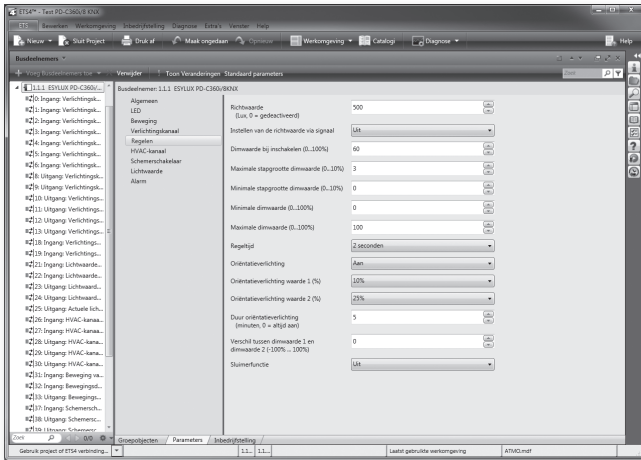 ETS4™ - Test PD-C360i/8 KNX
ETS Bewerken Werkomgeving Inbedrijfstelling Diagnose Extra's Venster Help
Nieuw Sluit Project Druk af Maak ongedaan Opnieuw Werkomgeving Catalogi Diagnose Help
Busdeelnemers
Voeg Busdeelnemers toe Verwijder Toon Veranderingen Standaard parameters Zoek
1.1.1 ESYLUX PD-C360i/...
0: Ingang: Verlichtingsk...
1: Ingang: Verlichtingsk...
2: Ingang: Verlichtingsk...
3: Ingang: Verlichtingsk...
4: Ingang: Verlichtingsk...
5: Ingang: Verlichtingsk...
6: Ingang: Verlichtingsk...
8: Uitgang: Verlichtingsk...
9: Uitgang: Verlichtingsk...
10: Uitgang: Verlichting...
11: Uitgang: Verlichting...
12: Uitgang: Verlichting...
13: Uitgang: Verlichting...
18: Ingang: Verlichtings...
19: Ingang: Verlichtings...
21: Ingang: Lichtwaarde...
22: Ingang: Lichtwaarde...
23: Uitgang: Lichtwaard...
24: Uitgang: Lichtwaard...
25: Uitgang: Actuele lich...
26: Ingang: HVAC-kanaa...
27: Ingang: HVAC-kanaa...
28: Uitgang: HVAC-kana...
29: Uitgang: HVAC-kana...
30: Uitgang: HVAC-kana...
31: Ingang: Beweging va...
32: Ingang: Bewegingsd...
33: Uitgang: Bewegings...
37: Ingang: Schemersch...
38: Uitgang: Schemersc...
39: Uitgang: Schemersc...
Zoek 0/0
Busdeelnemer: 1.1.1 ESYLUX PD-C360i/8KNX
Algemeen
LED
Beweging
Verlichtingskanaal
Regelen
HVAC-kanaal
Schemerschakelaar
Lichtwaarde
Alarm
Richtwaarde 500
(Lux, 0 = gedeactiveerd)
Instellen van de richtwaarde via signaal Uit
Dimwaarde bij inschakelen (0...100%) 60
Maximale stapgrootte dimwaarde (0...10%) 3
Minimale stapgrootte dimwaarde (0...10%) 0
Minimale dimwaarde (0...100%) 0
Maximale dimwaarde (0...100%) 100
Regeltijd 2 seconden
Oriëntatieverlichting Aan
Oriëntatieverlichting waarde 1 (%) 10%
Oriëntatieverlichting waarde 2 (%) 25%
Duur oriëntatieverlichting 5
(minuten, 0 = altijd aan)
Verschil tussen dimwaarde 1 en 0
dimwaarde 2 (-100% ... 100%)
Sluimerfunctie Uit
Groepobjecten Parameters Inbedrijfstelling
Gebruik project of ETS4 verbinding... 1.1... 1.1... Laatst gebruikte werkomgeving ATMO.mdf